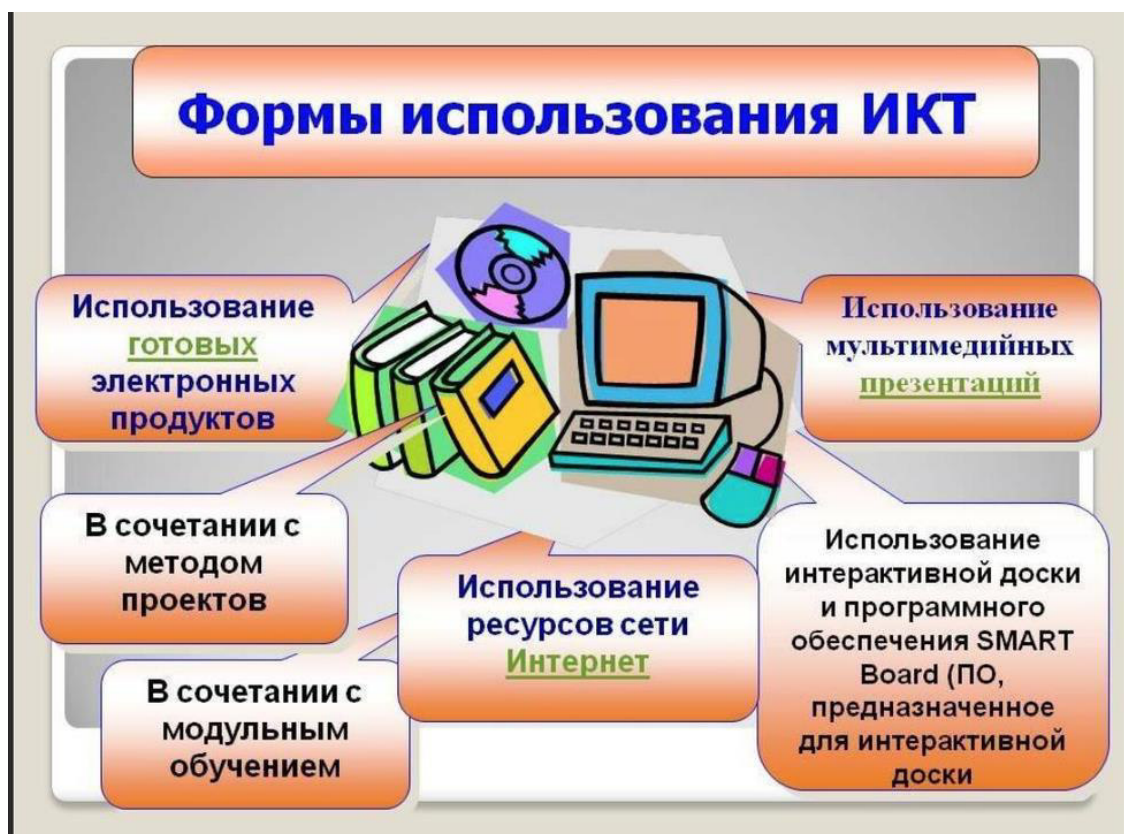 Формы использования ИКТ
Использование
готовых
электронных
продуктов
Использование
мультимедийных
презентаций
В сочетании с
методом
проектов
Использование
ресурсов сети
Интернет
Использование
интерактивной доски
и программного
обеспечения SMART
Board (ПО,
предназначенное
для интерактивной
доски
В сочетании с
модульным
обучением